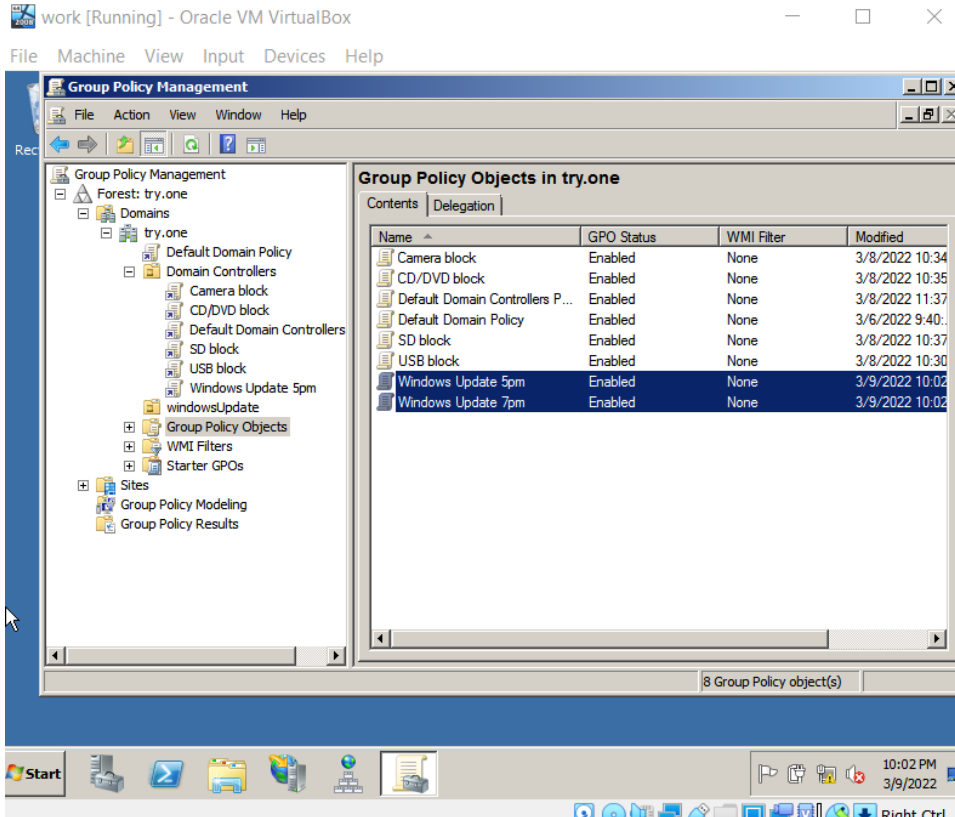 work [Running] - Oracle VM VirtualBox
File Machine View Input Devices Help
Group Policy Management
File Action View Window Help
Group Policy Management
Forest: try.one
Domains
try.one
Default Domain Policy
Domain Controllers
Camera block
CD/DVD block
Default Domain Controllers
SD block
USB block
Windows Update 5pm
windowsUpdate
Group Policy Objects
WMI Filters
Starter GPOs
Sites
Group Policy Modeling
Group Policy Results
Group Policy Objects in try.one
Contents Delegation
Name GPO Status WMI Filter Modified
Camera block Enabled None 3/8/2022 10:34
CD/DVD block Enabled None 3/8/2022 10:35
Default Domain Controllers P... Enabled None 3/8/2022 11:37
Default Domain Policy Enabled None 3/6/2022 9:40:.
SD block Enabled None 3/8/2022 10:37
USB block Enabled None 3/8/2022 10:30
Windows Update 5pm Enabled None 3/9/2022 10:02
Windows Update 7pm Enabled None 3/9/2022 10:02
8 Group Policy object(s)
Rec
Start
10:02 PM
3/9/2022
Right Ctrl